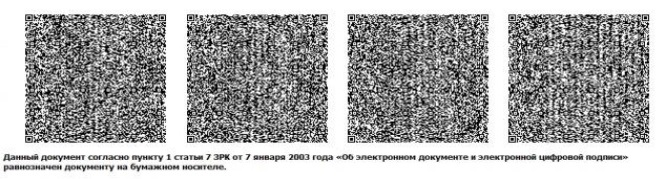 Данный документ согласно пункту 1 статьи 7 ЗРК от 7 января 2003 года «Об электронном документе и электронной цифровой подписи»
равнозначен документу на бумажном носителе.